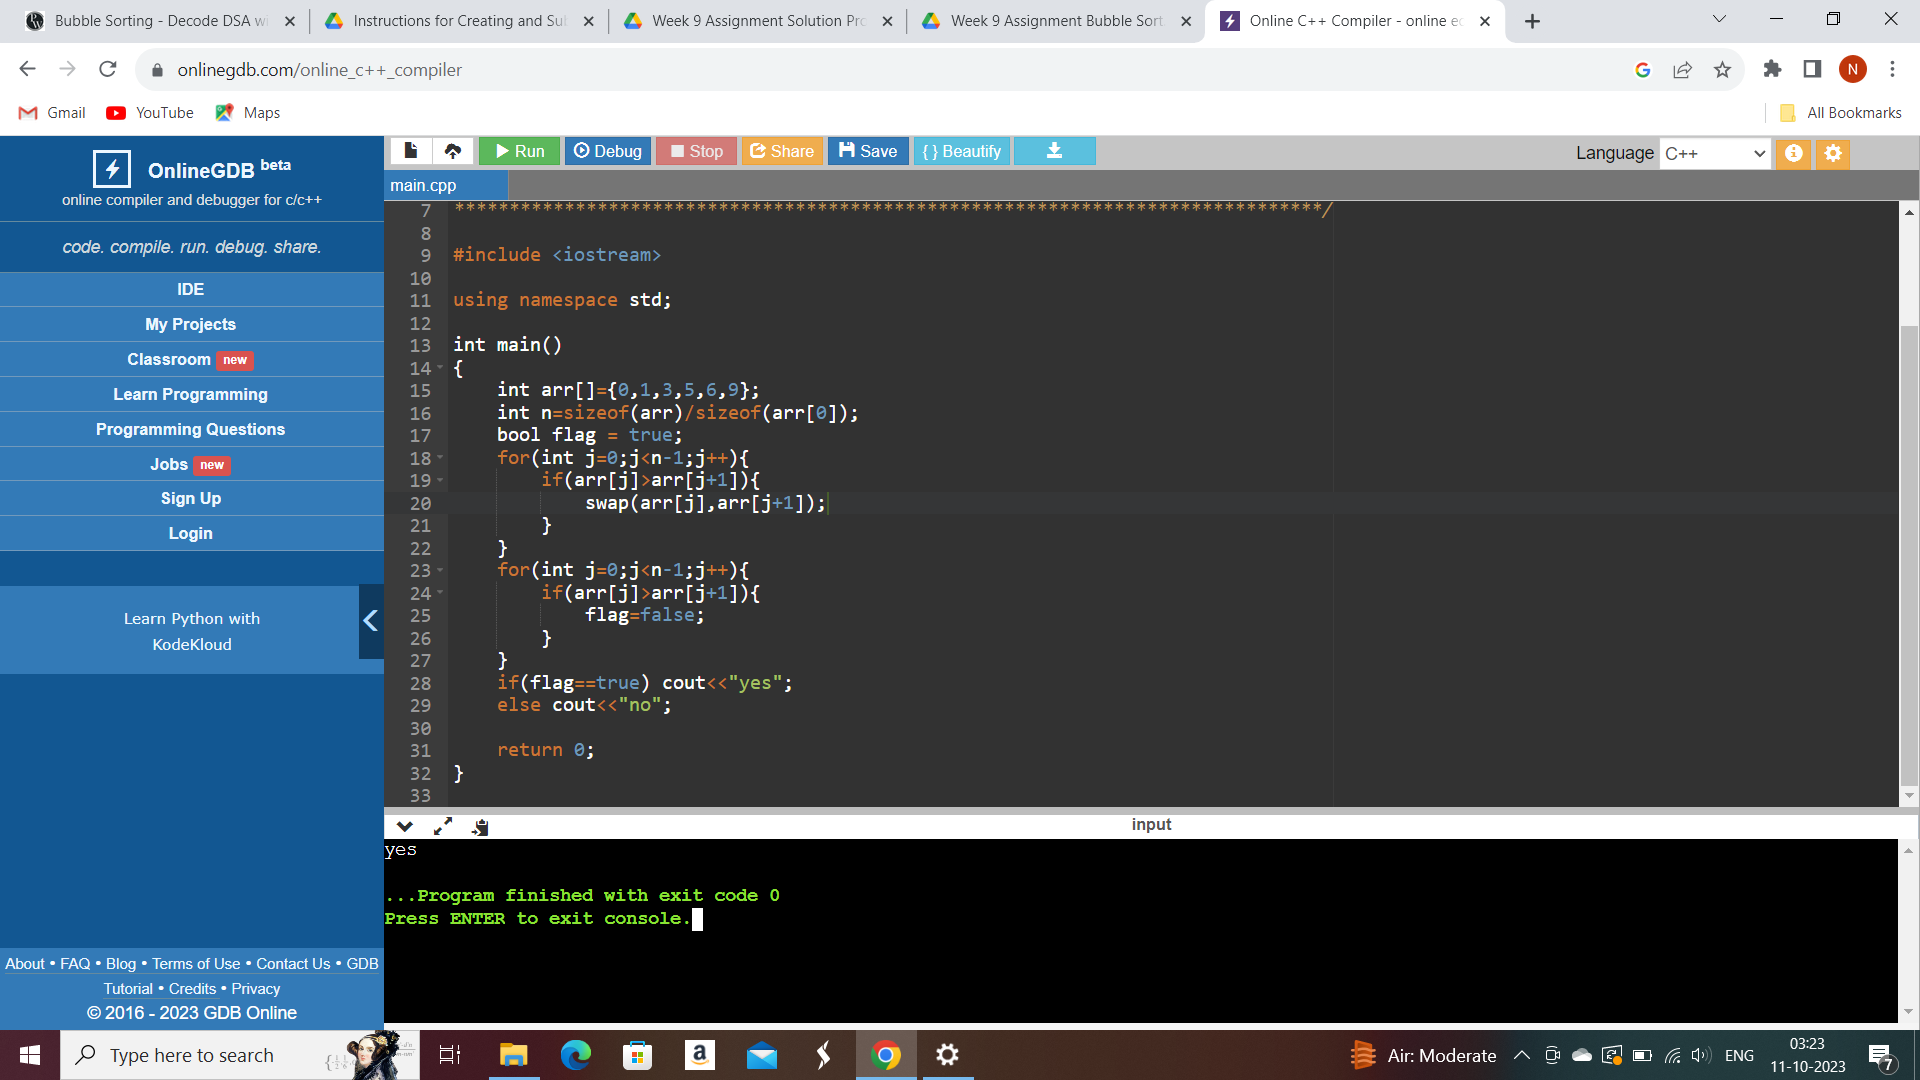 Bubble Sorting - Decode DSA wi
Instructions for Creating and Sub
Week 9 Assignment Solution Pro
Week 9 Assignment Bubble Sort
Online C++ Compiler - online ed
onlinegdb.com/online_c++_compiler
N
Gmail YouTube Maps All Bookmarks
OnlineGDB beta
online compiler and debugger for c/c++
code. compile. run. debug. share.
IDE
My Projects
Classroom new
Learn Programming
Programming Questions
Jobs new
Sign Up
Login
Learn Python with
KodeKloud
About • FAQ • Blog • Terms of Use • Contact Us • GDB
Tutorial • Credits • Privacy
© 2016 - 2023 GDB Online
Run Debug Stop Share Save { } Beautify Language C++
main.cpp
7 *******************************************************************************/
8
9 #include <iostream>
10
11 using namespace std;
12
13 int main()
14 {
15     int arr[]={0,1,3,5,6,9};
16     int n=sizeof(arr)/sizeof(arr[0]);
17     bool flag = true;
18     for(int j=0;j<n-1;j++){
19         if(arr[j]>arr[j+1]){
20             swap(arr[j],arr[j+1]);
21         }
22     }
23     for(int j=0;j<n-1;j++){
24         if(arr[j]>arr[j+1]){
25             flag=false;
26         }
27     }
28     if(flag==true) cout<<"yes";
29     else cout<<"no";
30
31     return 0;
32 }
33
input
yes
...Program finished with exit code 0
Press ENTER to exit console.
Type here to search
Air: Moderate ENG
03:23
11-10-2023
7